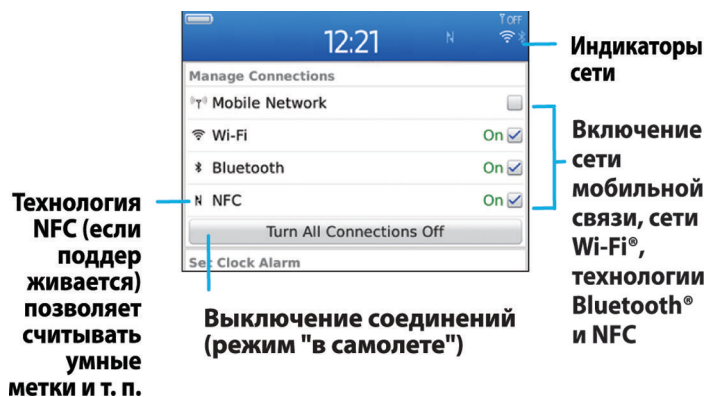 OFF
12:21
Manage Connections
Mobile Network
Wi-Fi On
Bluetooth On
NFC On
Turn All Connections Off
Set Clock Alarm
Индикаторы
сети
Включение
сети
мобильной
связи, сети
Wi-Fi®,
технологии
Bluetooth®
и NFC
Технология
NFC (если
поддер
живается)
позволяет
считывать
умные
метки и т. п.
Выключение соединений
(режим "в самолете")